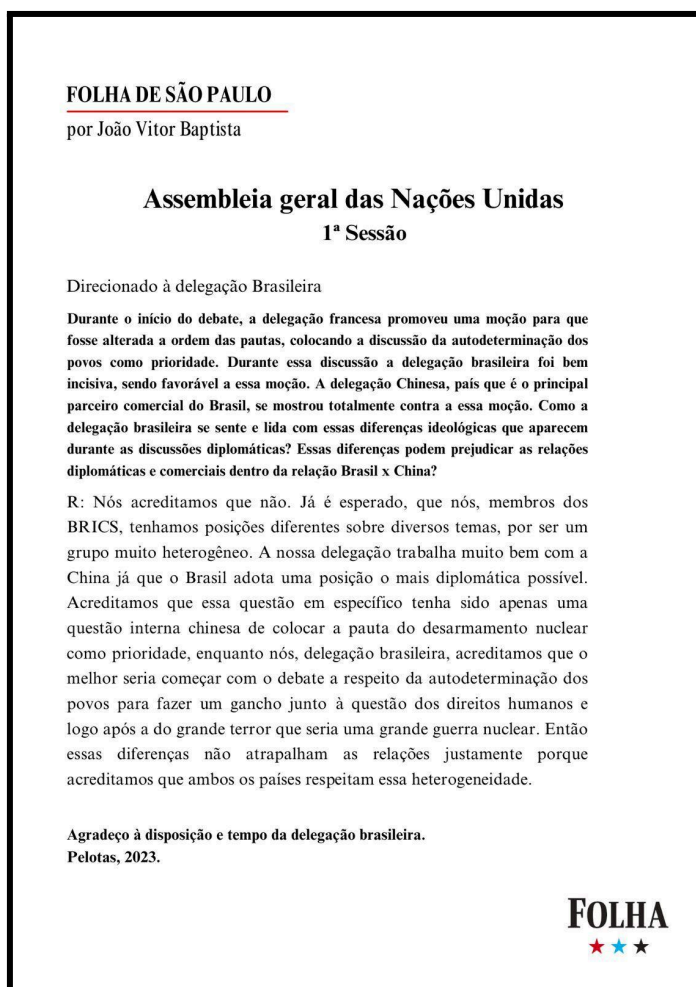 FOLHA DE SÃO PAULO
por João Vitor Baptista
Assembleia geral das Nações Unidas
1ª Sessão
Direcionado à delegação Brasileira
Durante o início do debate, a delegação francesa promoveu uma moção para que
fosse alterada a ordem das pautas, colocando a discussão da autodeterminação dos
povos como prioridade. Durante essa discussão a delegação brasileira foi bem
incisiva, sendo favorável a essa moção. A delegação Chinesa, país que é o principal
parceiro comercial do Brasil, se mostrou totalmente contra a essa moção. Como a
delegação brasileira se sente e lida com essas diferenças ideológicas que aparecem
durante as discussões diplomáticas? Essas diferenças podem prejudicar as relações
diplomáticas e comerciais dentro da relação Brasil x China?
R: Nós acreditamos que não. Já é esperado, que nós, membros dos
BRICS, tenhamos posições diferentes sobre diversos temas, por ser um
grupo muito heterogêneo. A nossa delegação trabalha muito bem com a
China já que o Brasil adota uma posição o mais diplomática possível.
Acreditamos que essa questão em específico tenha sido apenas uma
questão interna chinesa de colocar a pauta do desarmamento nuclear
como prioridade, enquanto nós, delegação brasileira, acreditamos que o
melhor seria começar com o debate a respeito da autodeterminação dos
povos para fazer um gancho junto à questão dos direitos humanos e
logo após a do grande terror que seria uma grande guerra nuclear. Então
essas diferenças não atrapalham as relações justamente porque
acreditamos que ambos os países respeitam essa heterogeneidade.
Agradeço à disposição e tempo da delegação brasileira.
Pelotas, 2023.
FOLHA